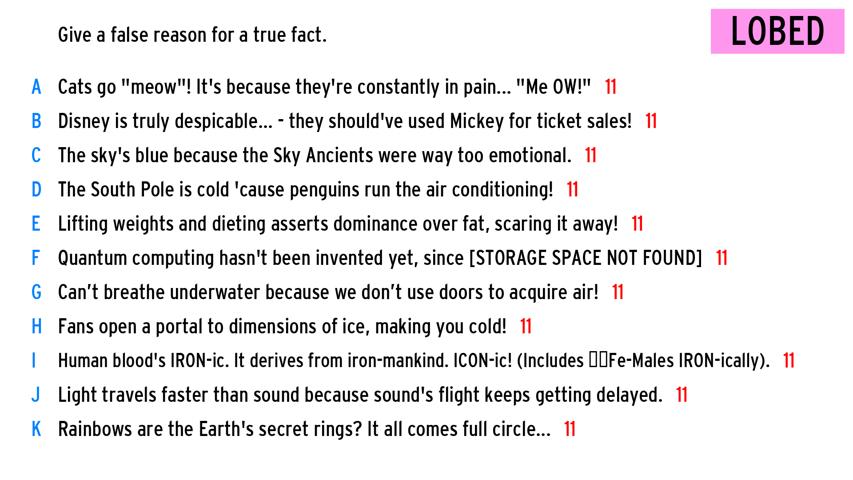 LOBED
Give a false reason for a true fact.
A Cats go "meow"! It's because they're constantly in pain... "Me OW!" 11
B Disney is truly despicable... - they should've used Mickey for ticket sales! 11
C The sky's blue because the Sky Ancients were way too emotional. 11
D The South Pole is cold 'cause penguins run the air conditioning! 11
E Lifting weights and dieting asserts dominance over fat, scaring it away! 11
F Quantum computing hasn't been invented yet, since [STORAGE SPACE NOT FOUND] 11
G Can’t breathe underwater because we don’t use doors to acquire air! 11
H Fans open a portal to dimensions of ice, making you cold! 11
I Human blood's IRON-ic. It derives from iron-mankind. ICON-ic! (Includes ▯▯Fe-Males IRON-ically). 11
J Light travels faster than sound because sound's flight keeps getting delayed. 11
K Rainbows are the Earth's secret rings? It all comes full circle... 11